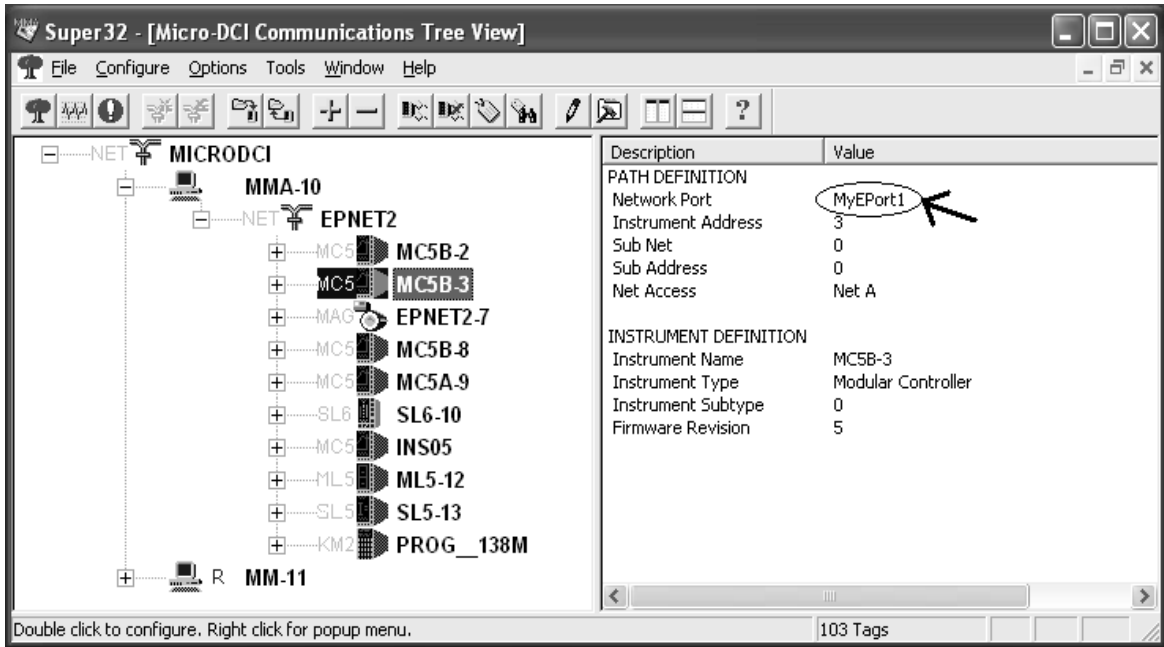 Super32 - [Micro-DCI Communications Tree View]
File Configure Options Tools Window Help
NET MICRODCI
MMA-10
NET EPNET2
MC5 MC5B-2
MC5 MC5B-3
MAG EPNET2-7
MC5 MC5B-8
MC5 MC5A-9
SL6 SL6-10
MC5 INS05
ML5 ML5-12
SL5 SL5-13
KM2 PROG__138M
R MM-11
Description Value
PATH DEFINITION
Network Port MyEPort1
Instrument Address 3
Sub Net 0
Sub Address 0
Net Access Net A
INSTRUMENT DEFINITION
Instrument Name MC5B-3
Instrument Type Modular Controller
Instrument Subtype 0
Firmware Revision 5
Double click to configure. Right click for popup menu. 103 Tags